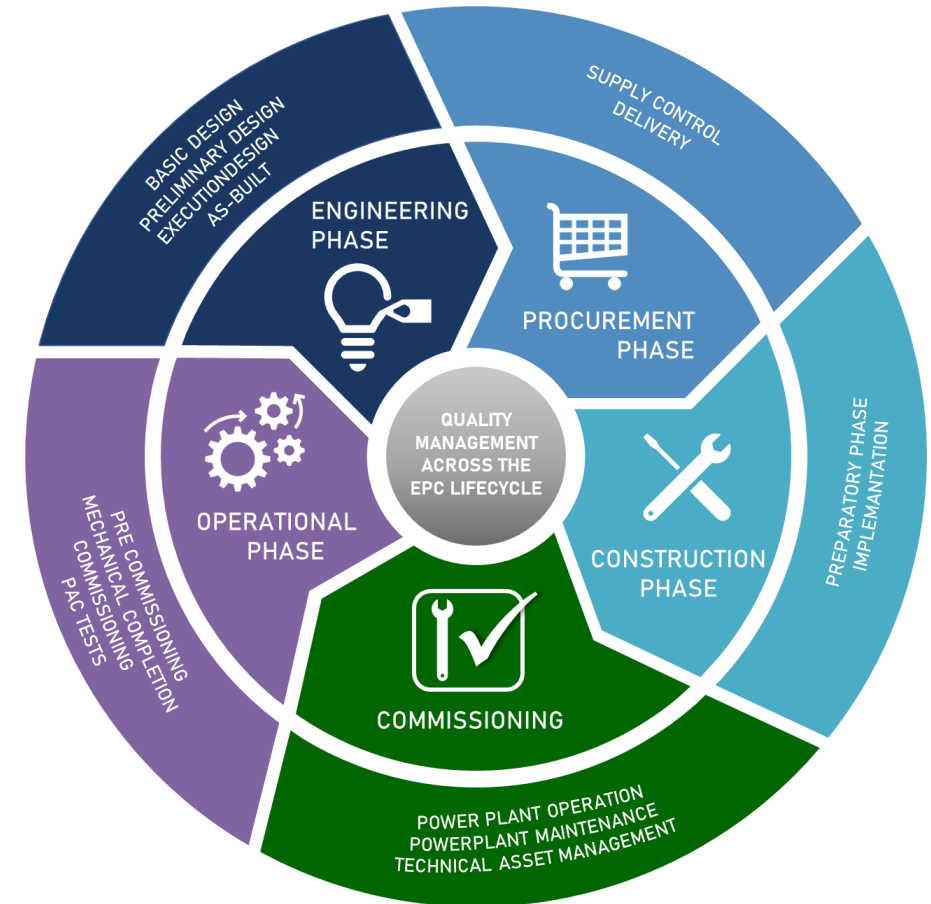 BASIC DESIGN
PRELIMINARY DESIGN
EXECUTIONDESIGN
AS-BUILT
ENGINEERING
PHASE
SUPPLY CONTROL
DELIVERY
PROCUREMENT
PHASE
PREPARATORY PHASE
IMPLEMANTATION
CONSTRUCTION
PHASE
QUALITY
MANAGEMENT
ACROSS THE
EPC LIFECYCLE
COMMISSIONING
POWER PLANT OPERATION
POWERPLANT MAINTENANCE
TECHNICAL ASSET MANAGEMENT
OPERATIONAL
PHASE
PRE COMMISSIONING
MECHANICAL COMPLETION
COMMISSIONING
PAC TESTS